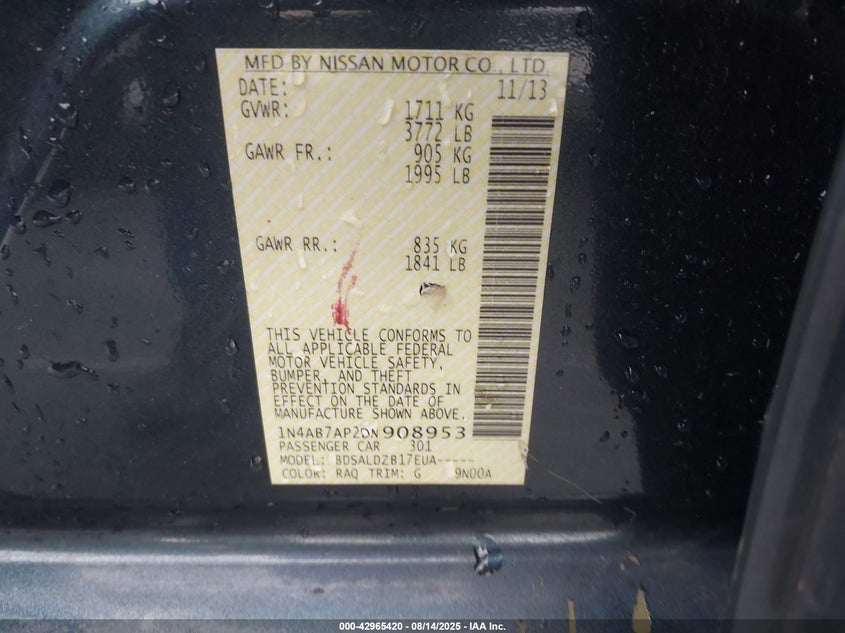 MFD BY NISSAN MOTOR CO., LTD.
DATE: 11/13
GVWR: 1711 KG
3772 LB
GAWR FR.: 905 KG
1995 LB
GAWR RR.: 835 KG
1841 LB
THIS VEHICLE CONFORMS TO
ALL APPLICABLE FEDERAL
MOTOR VEHICLE SAFETY,
BUMPER, AND THEFT
PREVENTION STANDARDS IN
EFFECT ON THE DATE OF
MANUFACTURE SHOWN ABOVE.
1N4AB7AP2DN908953
PASSENGER CAR 301
MODEL: BDSALDZB17EUA-----
COLOR: RAQ TRIM: G 9N00A
000-42965420 - 08/14/2025 - IAA Inc.